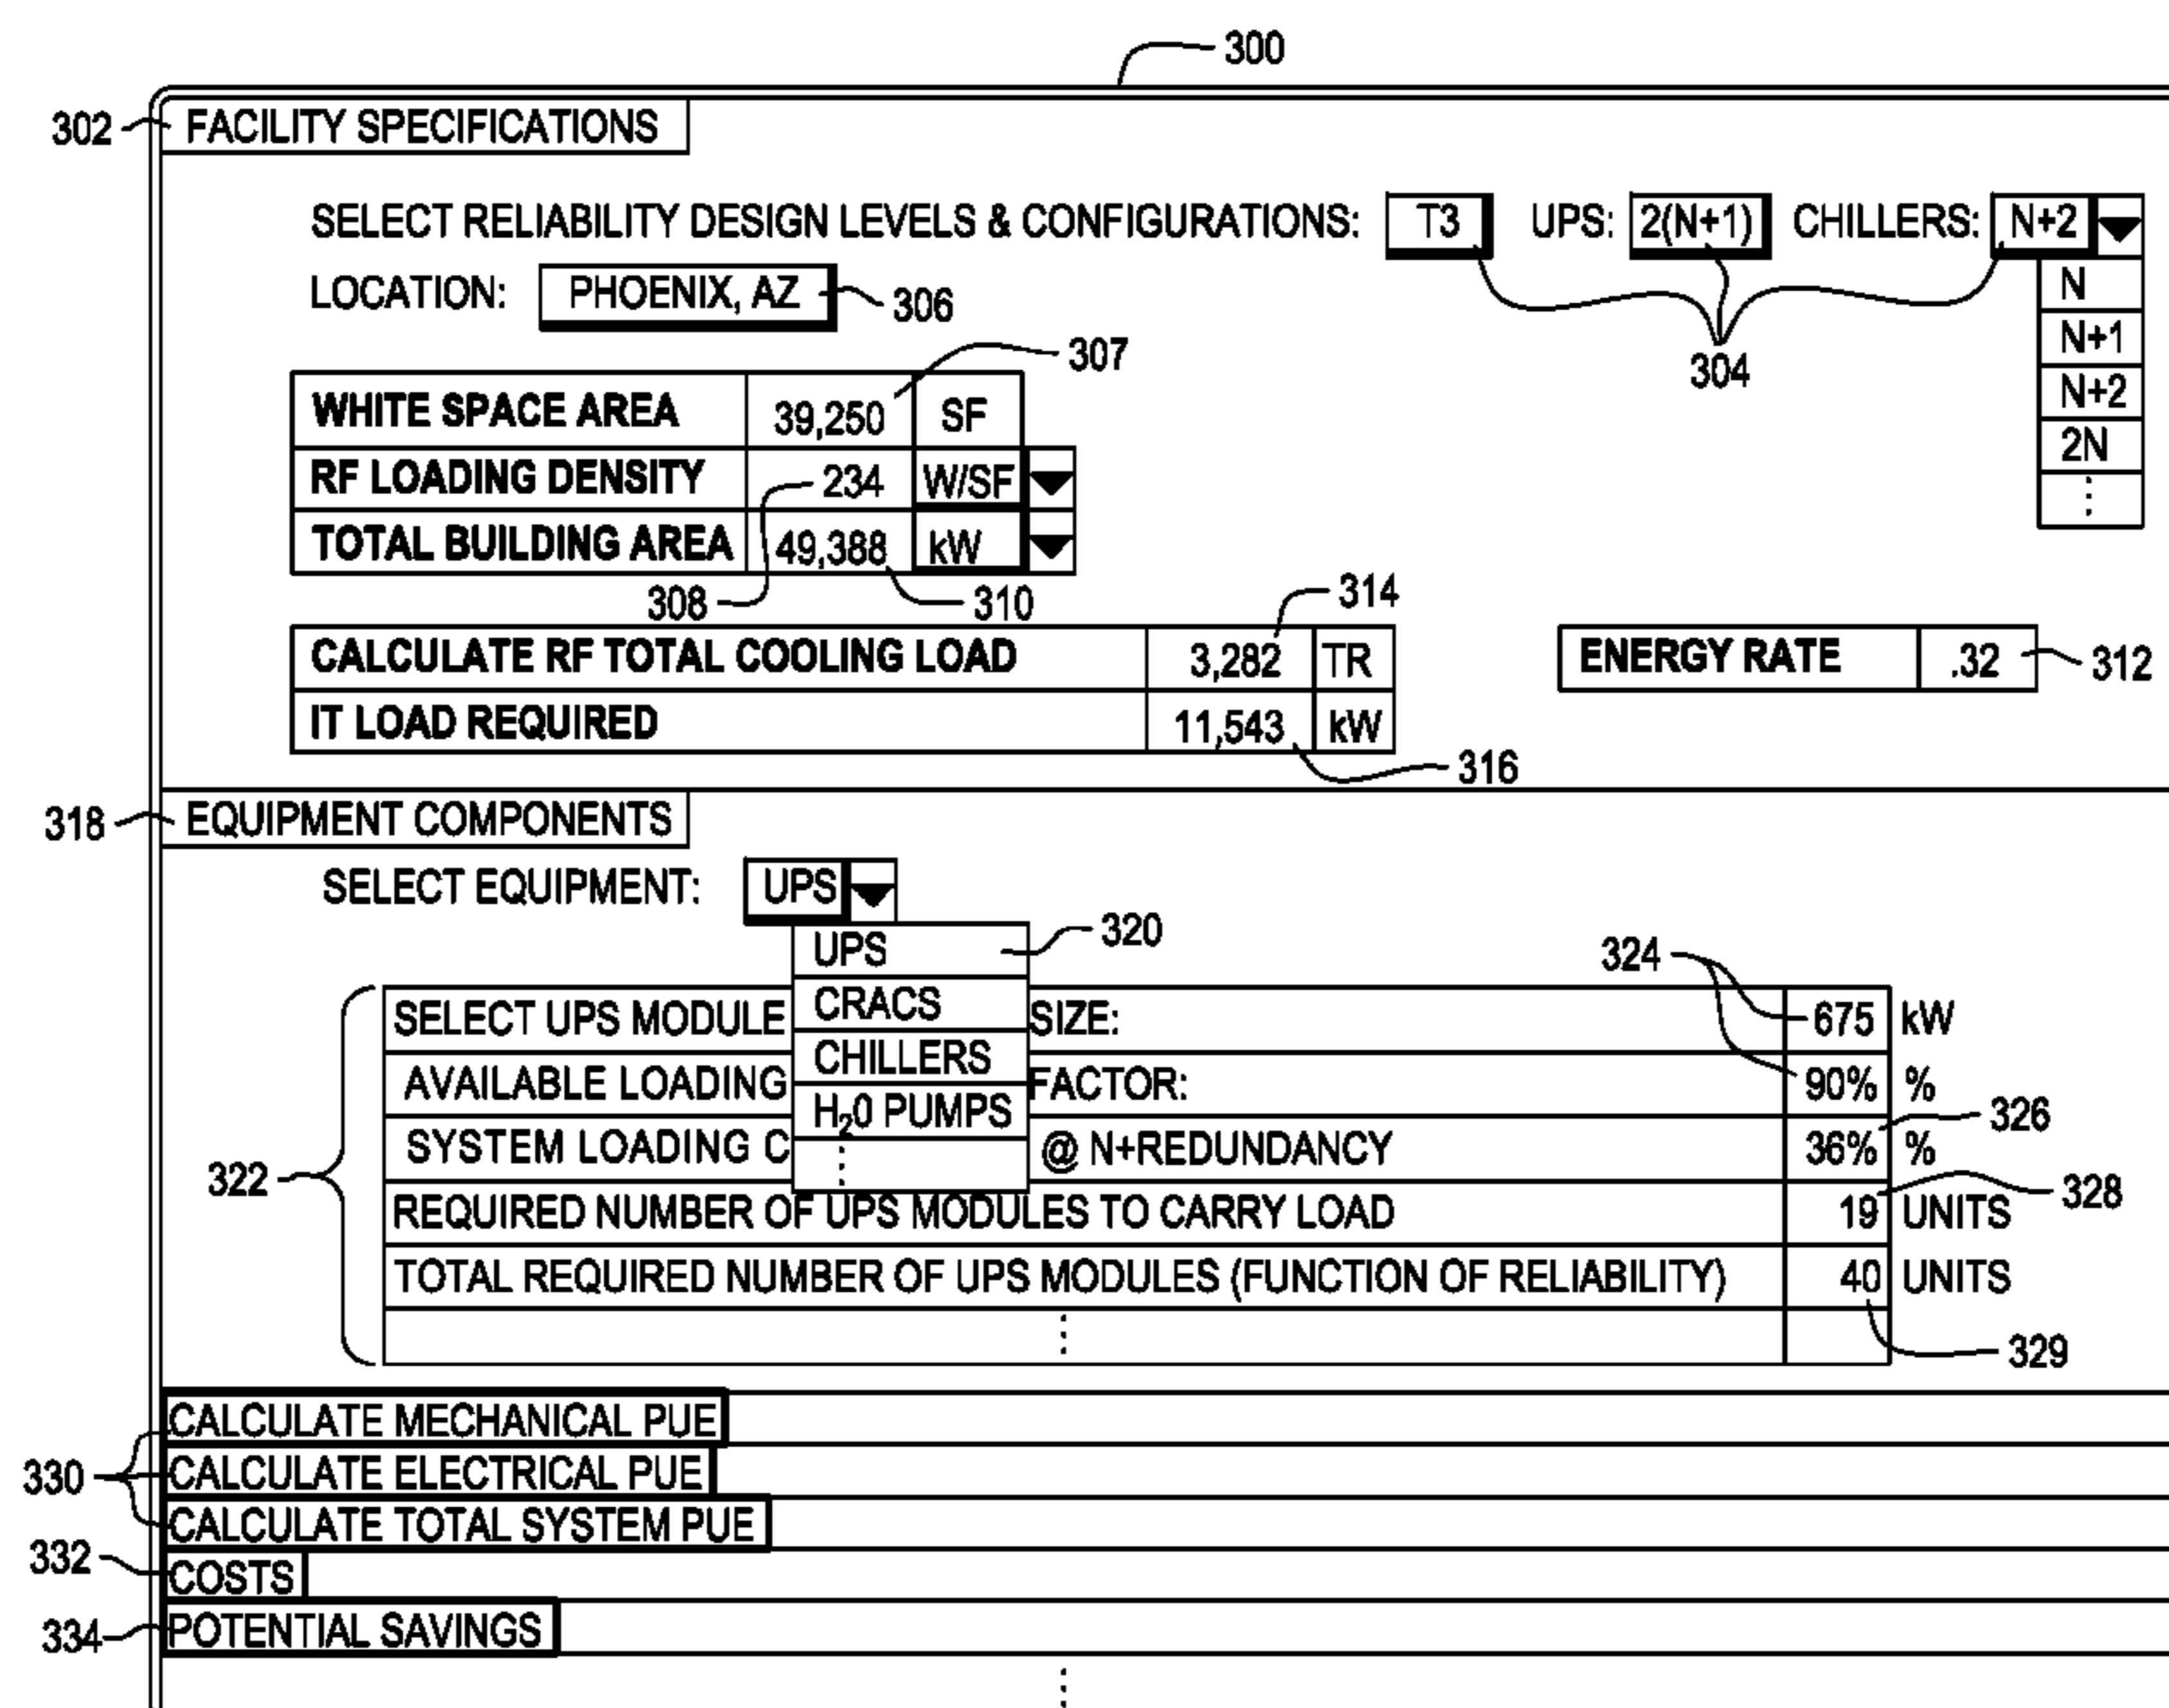 300
302 FACILITY SPECIFICATIONS
SELECT RELIABILITY DESIGN LEVELS & CONFIGURATIONS: T3 UPS: 2(N+1) CHILLERS: N+2
LOCATION: PHOENIX, AZ 306
N
N+1
N+2
2N
304
307
WHITE SPACE AREA 39,250 SF
RF LOADING DENSITY 234 W/SF
TOTAL BUILDING AREA 49,388 kW
308 310
314
CALCULATE RF TOTAL COOLING LOAD 3,282 TR
IT LOAD REQUIRED 11,543 kW
316
ENERGY RATE .32 312
318 EQUIPMENT COMPONENTS
SELECT EQUIPMENT: UPS
UPS 320
CRACS
CHILLERS
H₂0 PUMPS
324
322
SELECT UPS MODULE SIZE: 675 kW
AVAILABLE LOADING FACTOR: 90% %
SYSTEM LOADING C @ N+REDUNDANCY 36% % 326
REQUIRED NUMBER OF UPS MODULES TO CARRY LOAD 19 UNITS 328
TOTAL REQUIRED NUMBER OF UPS MODULES (FUNCTION OF RELIABILITY) 40 UNITS
329
CALCULATE MECHANICAL PUE
330 CALCULATE ELECTRICAL PUE
CALCULATE TOTAL SYSTEM PUE
332 COSTS
334 POTENTIAL SAVINGS